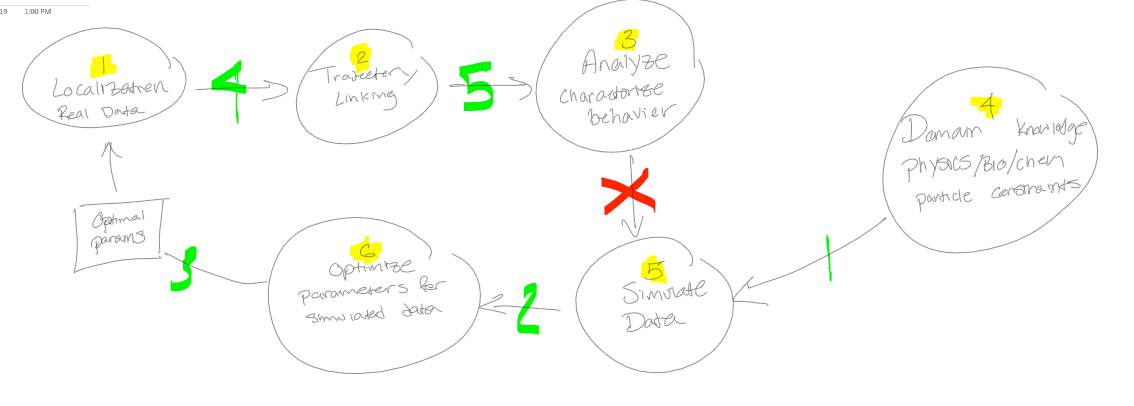 19 1:00 PM
1
Localization
Real Data
4
2
Trajectory
Linking
5
3
Analyze
Characterize
behavior
X
4
Domain knowledge
Physics/Bio/chem
particle constraints
1
5
Simulate
Data
2
6
Optimize
Parameters for
simulated data
3
Optimal
params